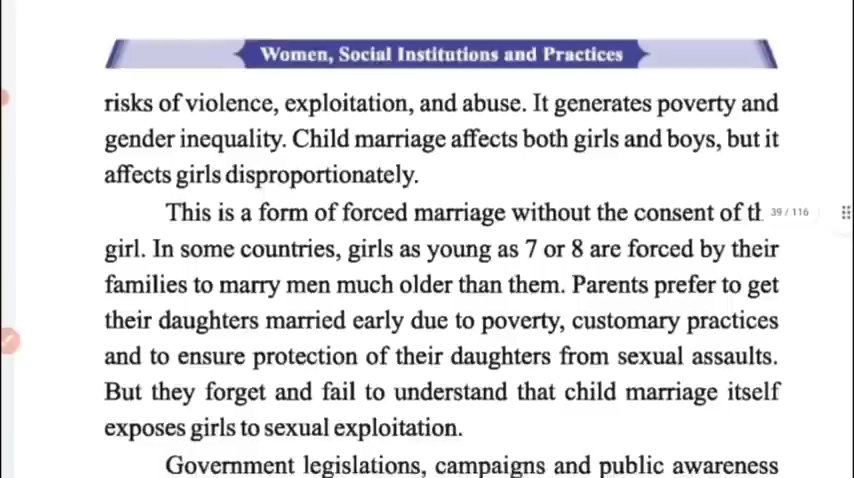 Women, Social Institutions and Practices
risks of violence, exploitation, and abuse. It generates poverty and
gender inequality. Child marriage affects both girls and boys, but it
affects girls disproportionately.
This is a form of forced marriage without the consent of
39 / 116
girl. In some countries, girls as young as 7 or 8 are forced by their
families to marry men much older than them. Parents prefer to get
their daughters married early due to poverty, customary practices
and to ensure protection of their daughters from sexual assaults.
But they forget and fail to understand that child marriage itself
exposes girls to sexual exploitation.
Government legislations, campaigns and public awareness